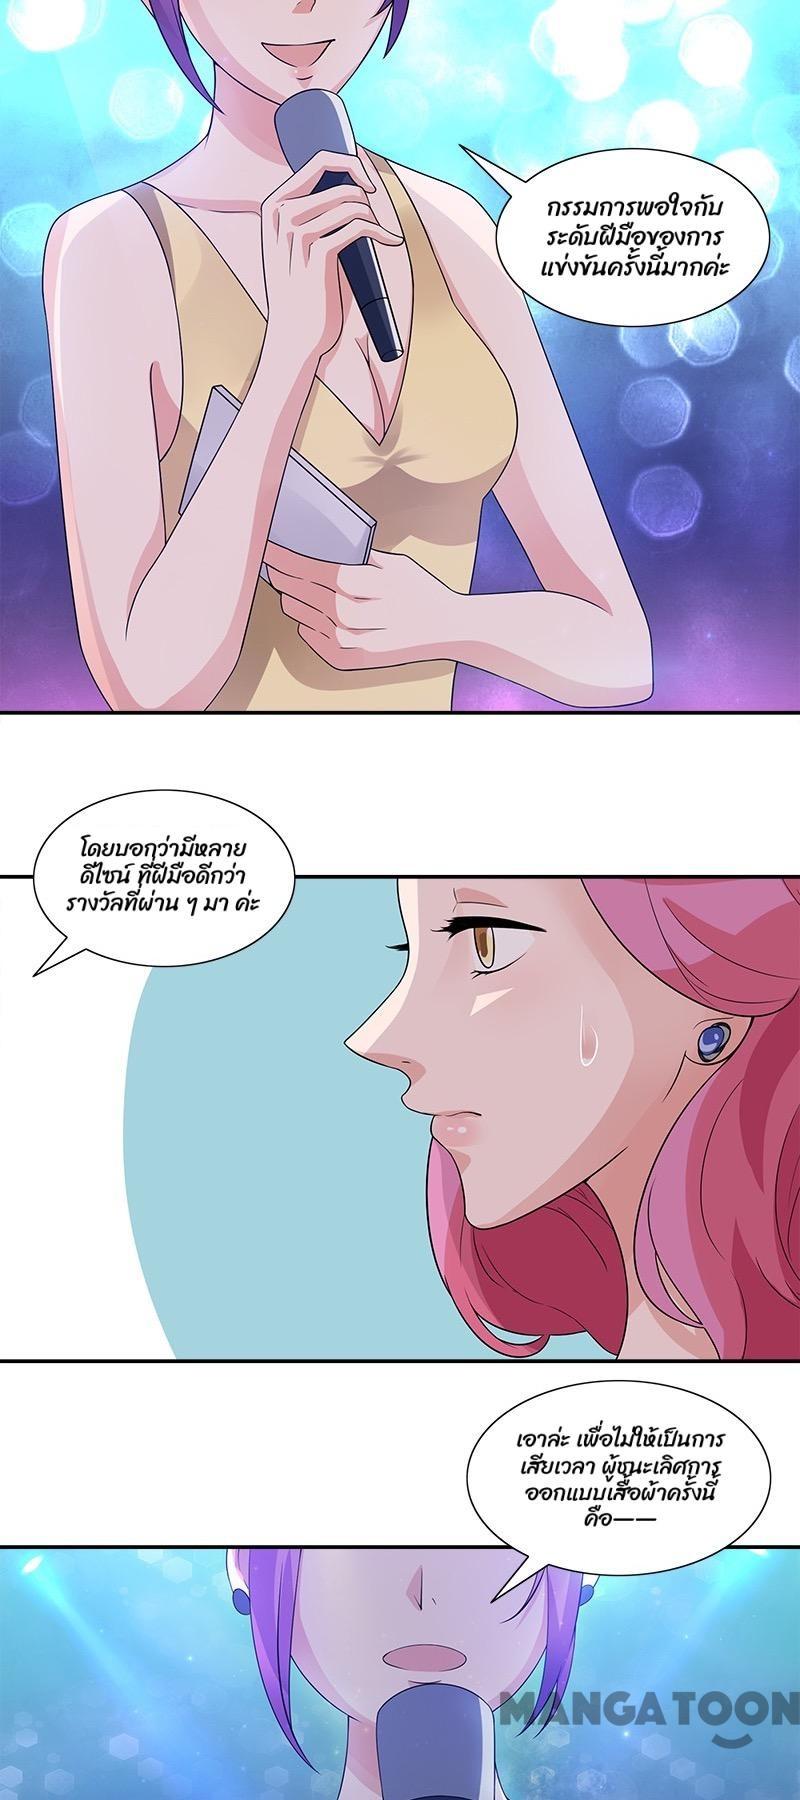 กรรมการพอใจกับ
ระดับฝีมือของการ
แข่งขันครั้งนี้มากค่ะ
โดยบอกว่ามีหลาย
ดีไซน์ ที่ฝีมือดีกว่า
รางวัลที่ผ่าน ๆ มา ค่ะ
เอาล่ะ เพื่อไม่ให้เป็นการ
เสียเวลา ผู้ชนะเลิศการ
ออกแบบเสื้อผ้าครั้งนี้
คือ——
MANGATOON